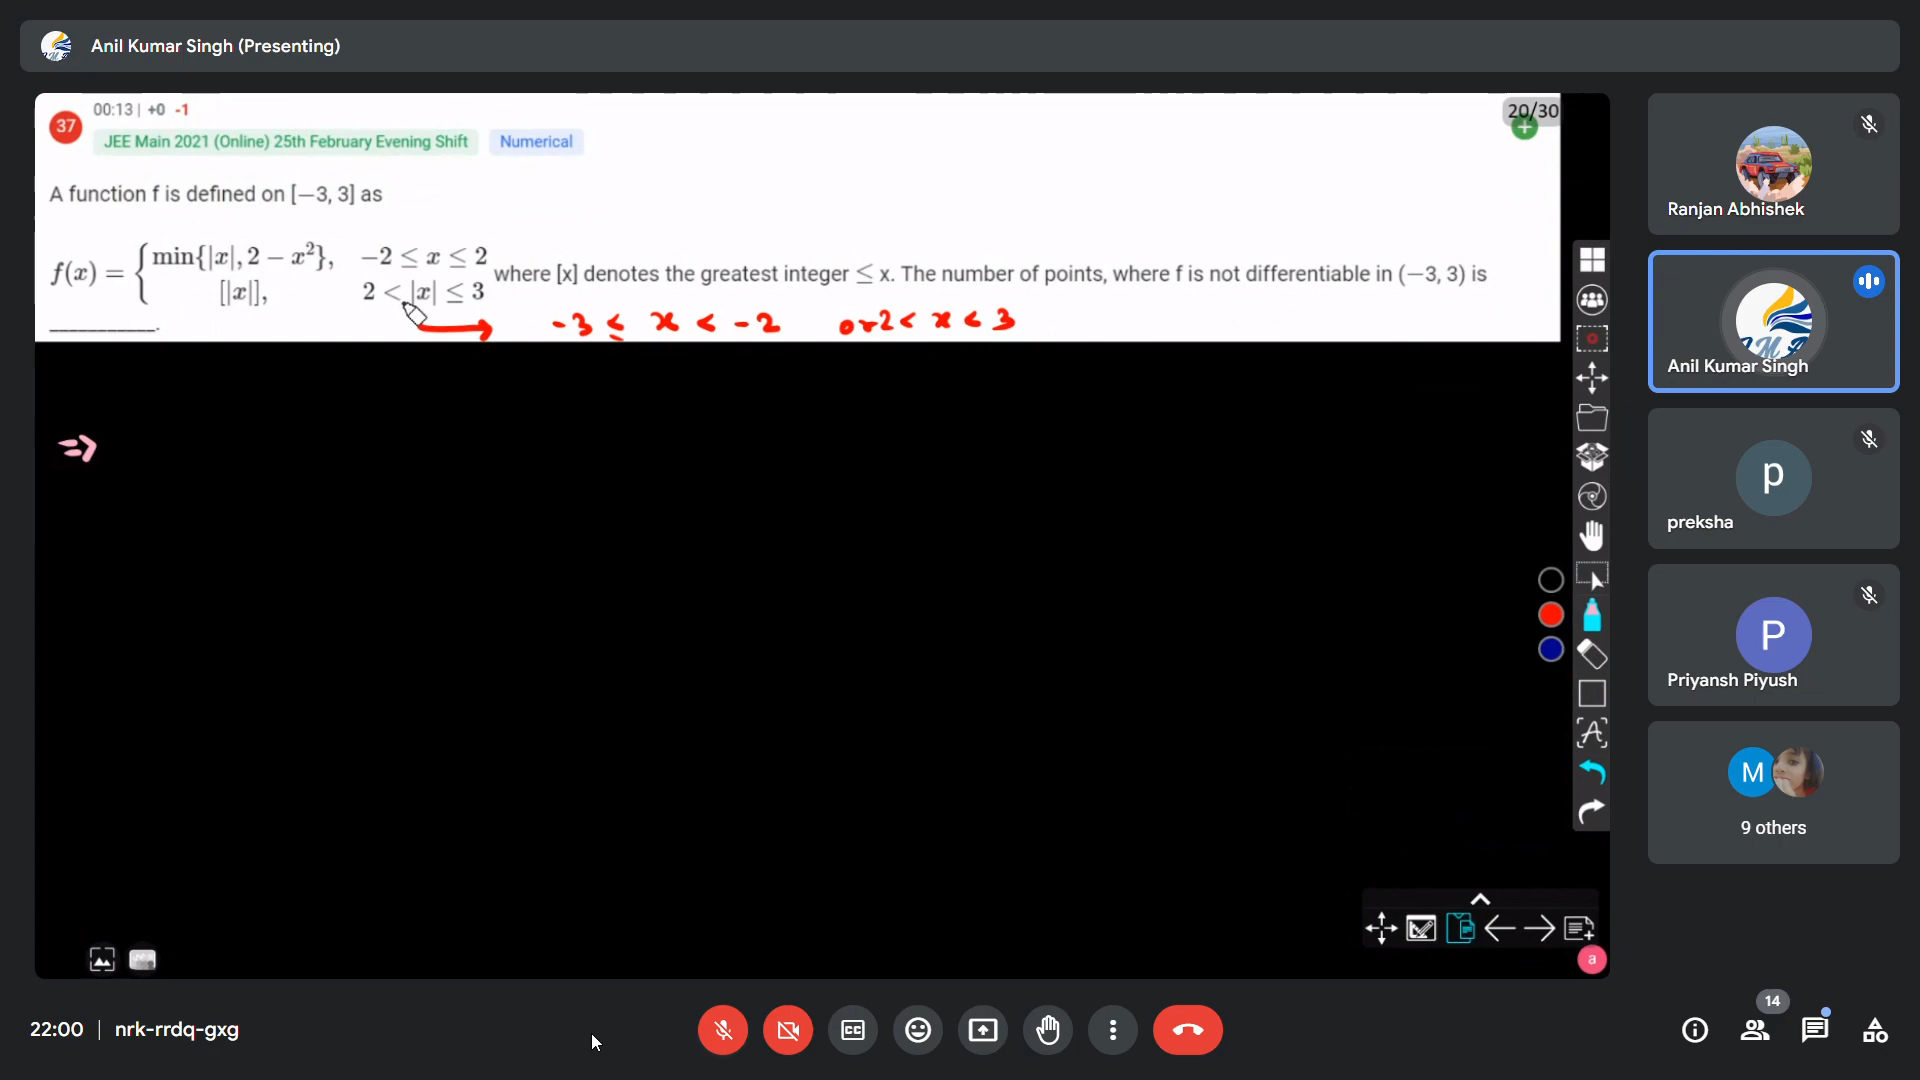 Anil Kumar Singh (Presenting)
37
00:13 | +0 -1
JEE Main 2021 (Online) 25th February Evening Shift Numerical
20/30
A function f is defined on [−3, 3] as
f(x) = { min{|x|, 2 − x²}, −2 ≤ x ≤ 2
[|x|], 2 < |x| ≤ 3
where [x] denotes the greatest integer ≤ x. The number of points, where f is not differentiable in (−3, 3) is
___________.
-3 ≤ x < -2 or 2 < x < 3
⇒
Ranjan Abhishek
Anil Kumar Singh
p
preksha
P
Priyansh Piyush
M
9 others
a
22:00 | nrk-rrdq-gxg
CC
14